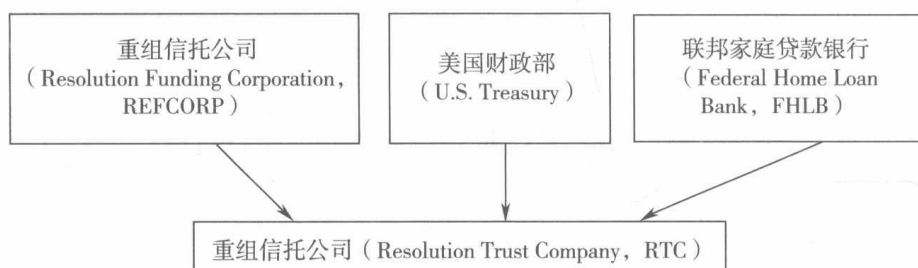 重组信托公司
（Resolution Funding Corporation，
REFCORP）
美国财政部
（U.S. Treasury）
联邦家庭贷款银行
（Federal Home Loan
Bank，FHLB）
重组信托公司（Resolution Trust Company，RTC）